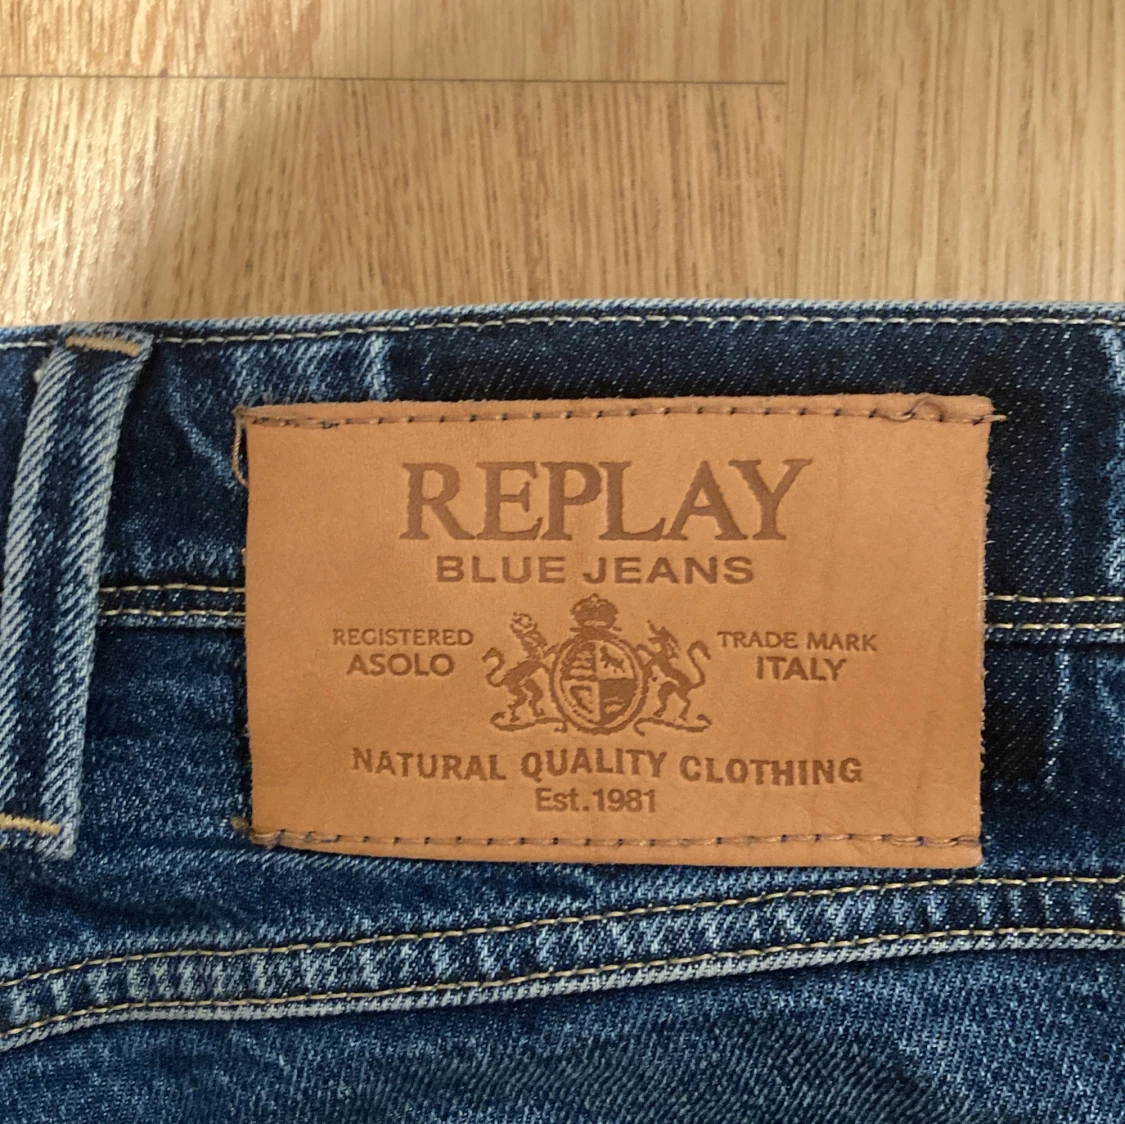 REPLAY
BLUE JEANS
REGISTERED TRADE MARK
ASOLO ITALY
NATURAL QUALITY CLOTHING
Est.1981